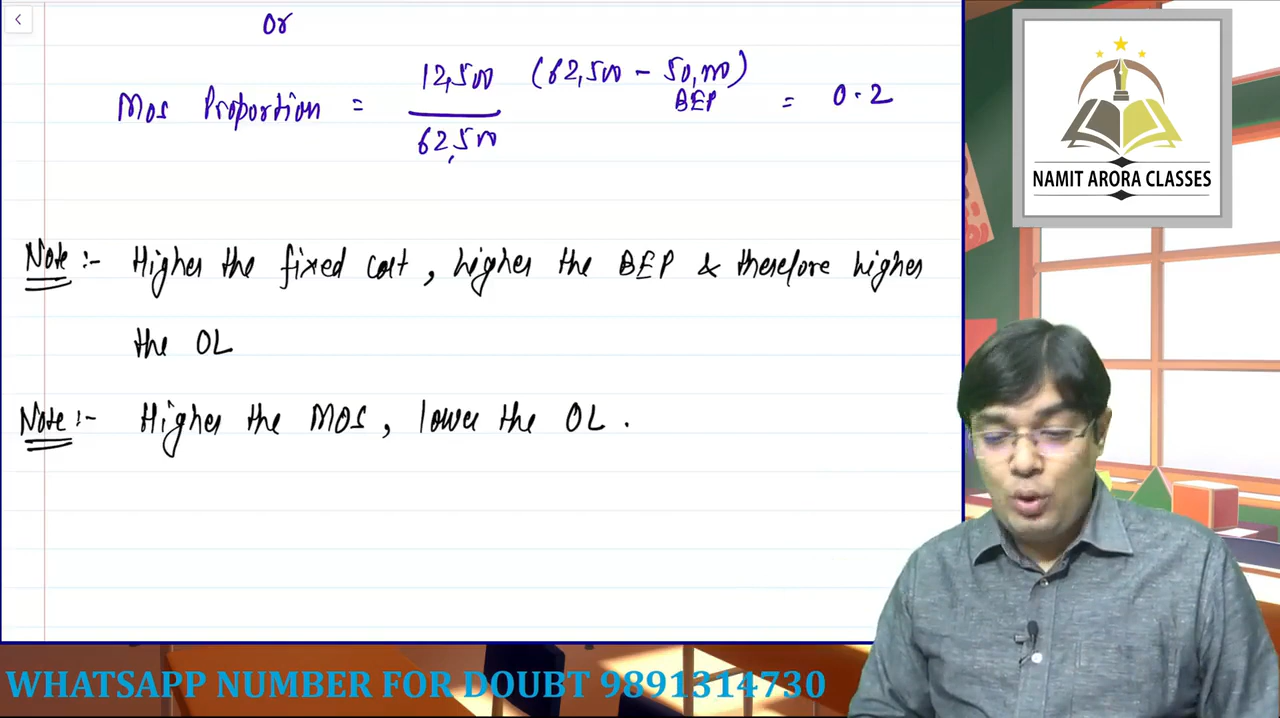 Or
12,500 (62,500 - 50,000)
BEP
Mos Proportion = = 0.2
62,500
Note :- Higher the fixed cost, higher the BEP & therefore higher
the OL
Note :- Higher the MOS, lower the OL.
NAMIT ARORA CLASSES
WHATSAPP NUMBER FOR DOUBT 9891314730